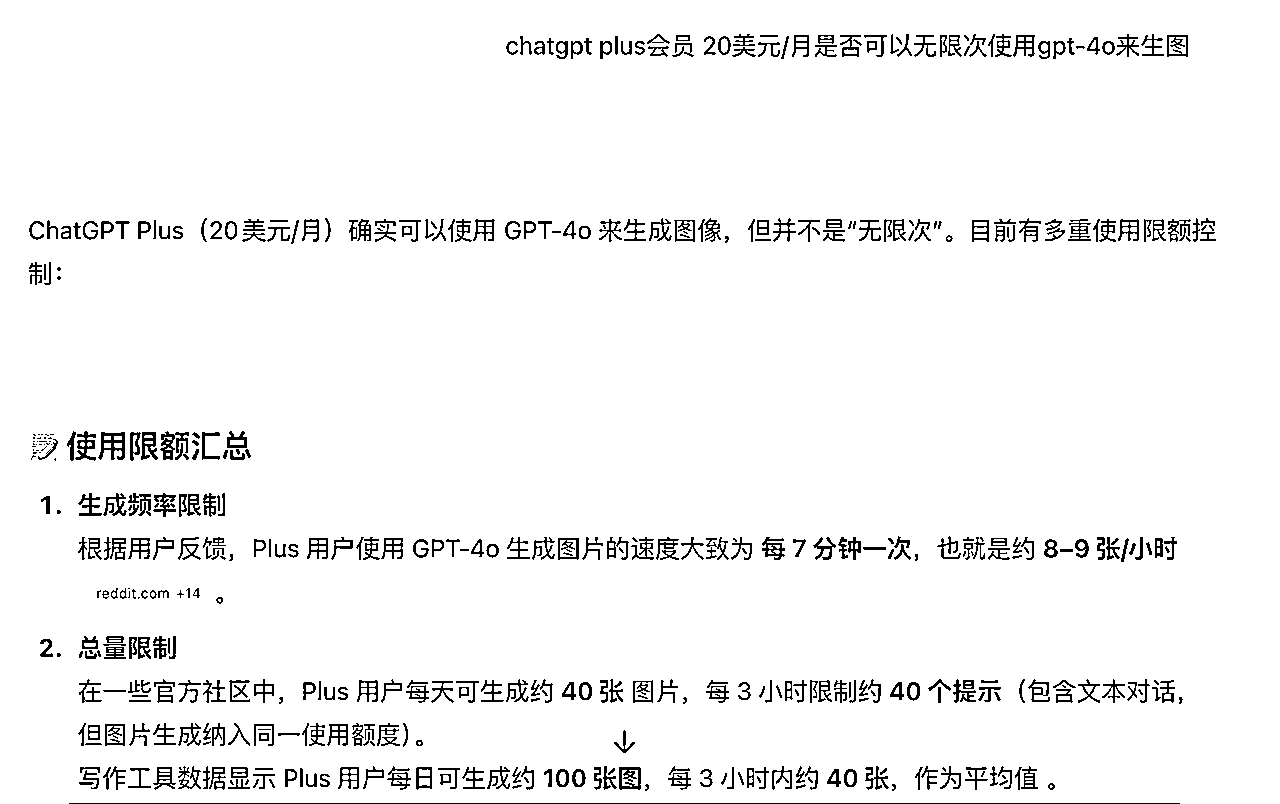 chatgpt plus会员 20美元/月是否可以无限次使用gpt-4o来生图
ChatGPT Plus（20美元/月）确实可以使用 GPT-4o 来生成图像，但并不是“无限次”。目前有多重使用限额控
制：
使用限额汇总
1. 生成频率限制
根据用户反馈，Plus 用户使用 GPT-4o 生成图片的速度大致为 每 7 分钟一次，也就是约 8–9 张/小时
reddit.com +14 。
2. 总量限制
在一些官方社区中，Plus 用户每天可生成约 40 张 图片，每 3 小时限制约 40 个提示（包含文本对话，
但图片生成纳入同一使用额度）。
写作工具数据显示 Plus 用户每日可生成约 100 张图，每 3 小时内约 40 张，作为平均值 。